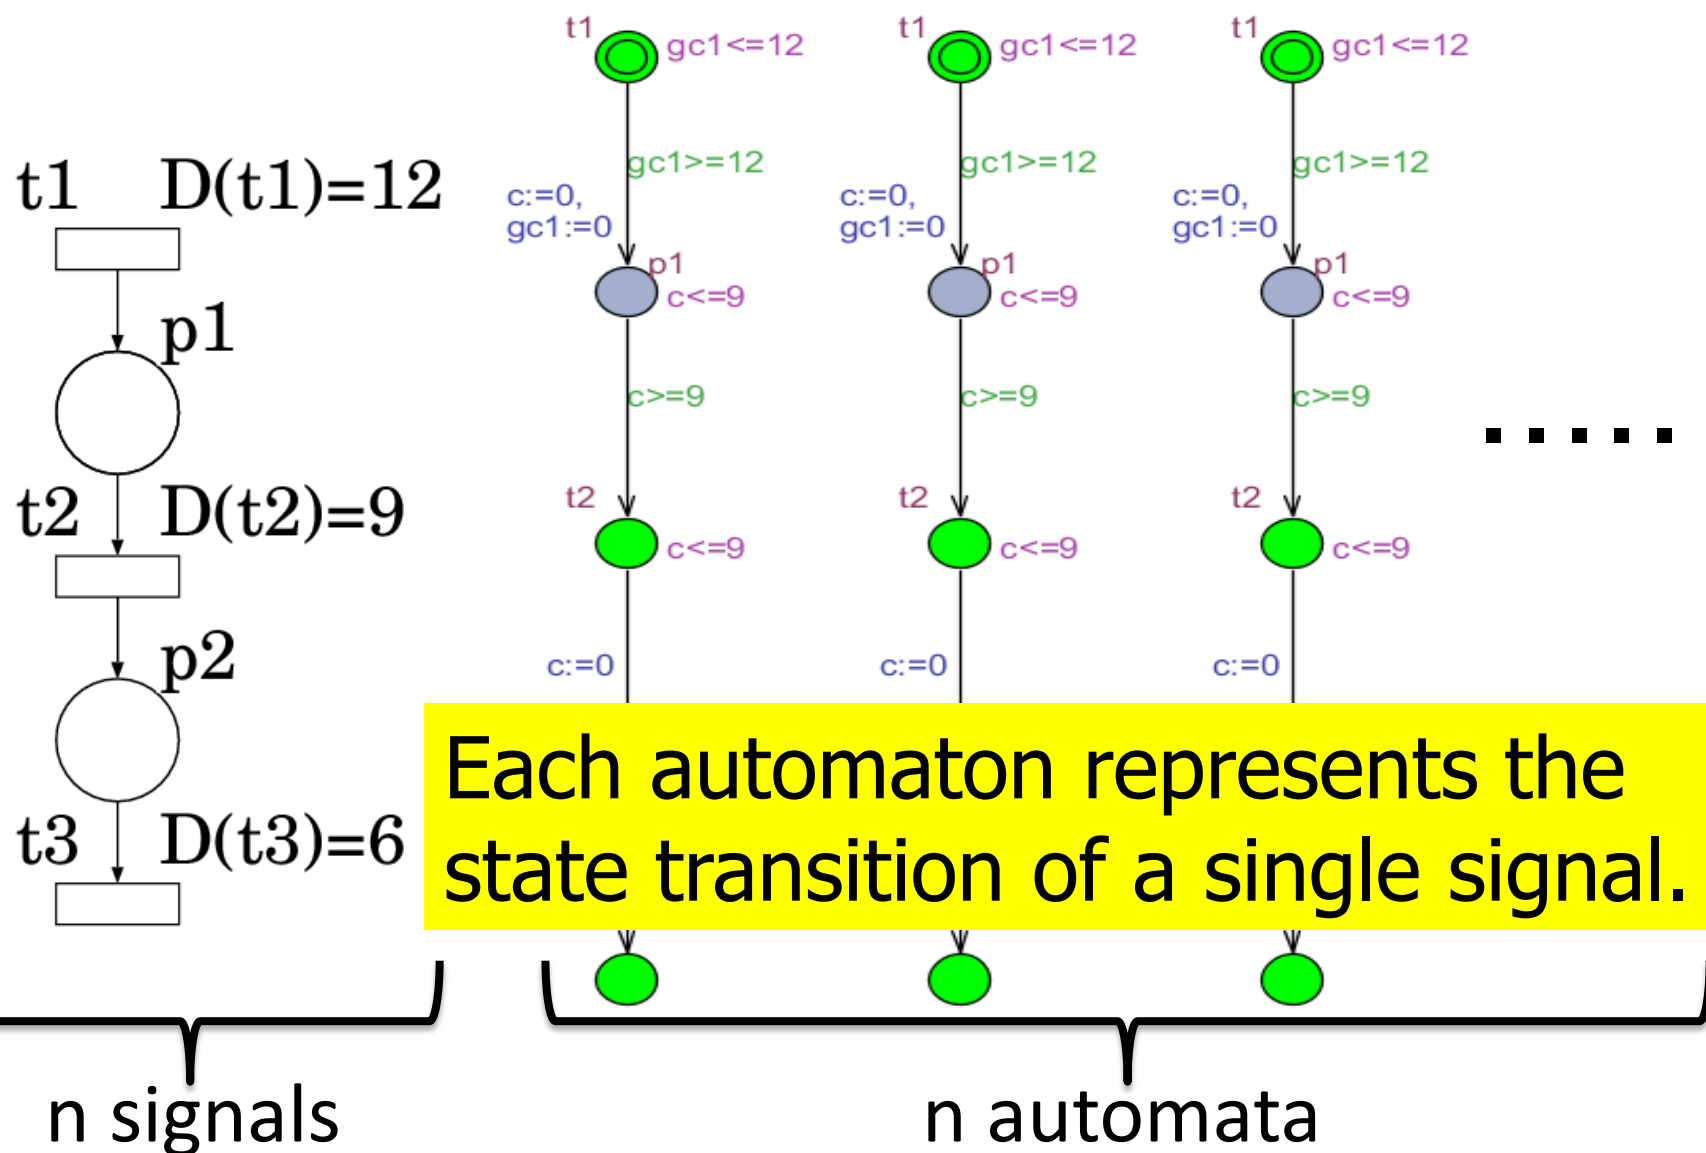 t1 D(t1)=12
p1
t2 D(t2)=9
p2
t3 D(t3)=6
n signals
t1 gc1<=12
gc1>=12
c:=0,
gc1:=0
p1
c<=9
c>=9
t2
c<=9
c:=0
t1 gc1<=12
gc1>=12
c:=0,
gc1:=0
p1
c<=9
c>=9
t2
c<=9
c:=0
t1 gc1<=12
gc1>=12
c:=0,
gc1:=0
p1
c<=9
c>=9
t2
c<=9
c:=0
.....
Each automaton represents the
state transition of a single signal.
n automata